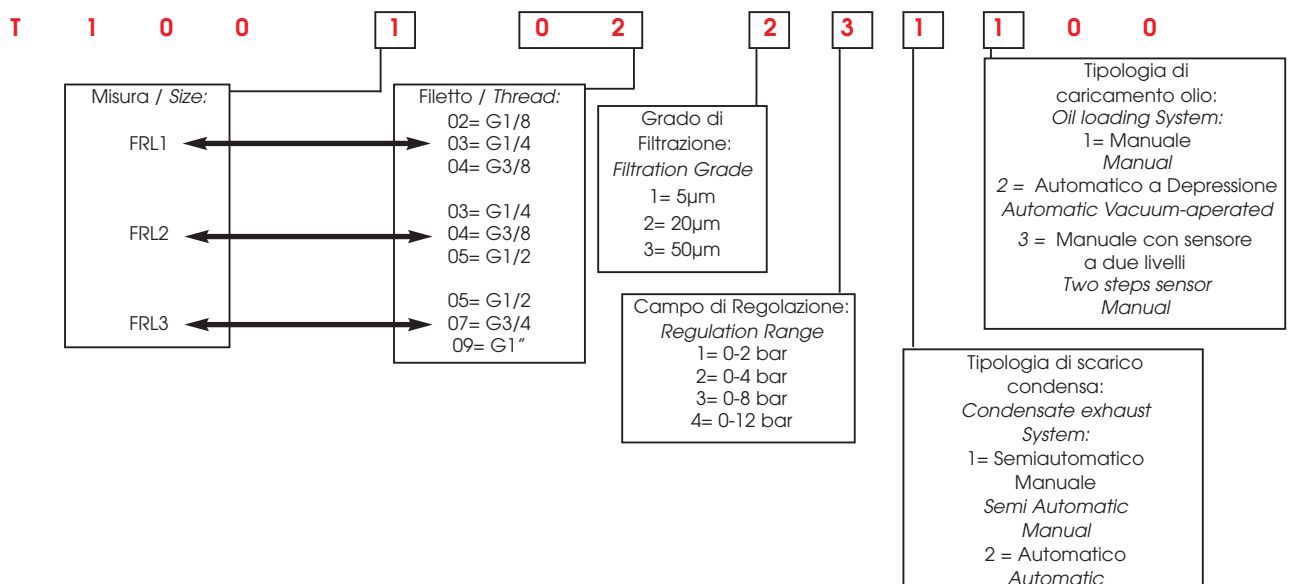 T 1 0 0 1 0 2 2 3 1 1 0 0
Misura / Size:
FRL1
FRL2
FRL3
Filetto / Thread:
02= G1/8
03= G1/4
04= G3/8
03= G1/4
04= G3/8
05= G1/2
05= G1/2
07= G3/4
09= G1”
Grado di
Filtrazione:
Filtration Grade
1= 5µm
2= 20µm
3= 50µm
Campo di Regolazione:
Regulation Range
1= 0-2 bar
2= 0-4 bar
3= 0-8 bar
4= 0-12 bar
Tipologia di
caricamento olio:
Oil loading System:
1= Manuale
Manual
2 = Automatico a Depressione
Automatic Vacuum-aperated
3 = Manuale con sensore
a due livelli
Two steps sensor
Manual
Tipologia di scarico
condensa:
Condensate exhaust
System:
1= Semiautomatico
Manuale
Semi Automatic
Manual
2 = Automatico
Automatic